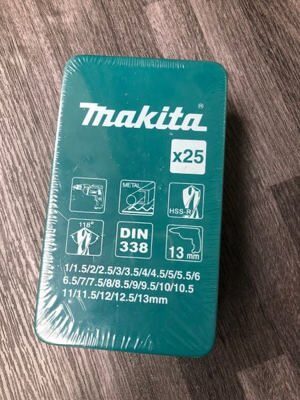 makita®
x25
METAL
HSS-R
118°
DIN
338
13 mm
1/1.5/2/2.5/3/3.5/4/4.5/5/5.5/6
6.5/7/7.5/8/8.5/9/9.5/10/10.5
11/11.5/12/12.5/13mm